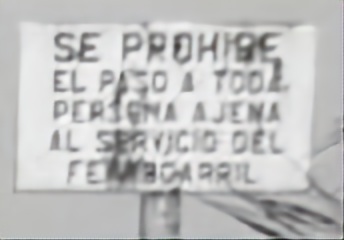 SE PROHIBE
EL PASO A TODA
PERSONA AJENA
AL SERVICIO DEL
FERROCARRIL